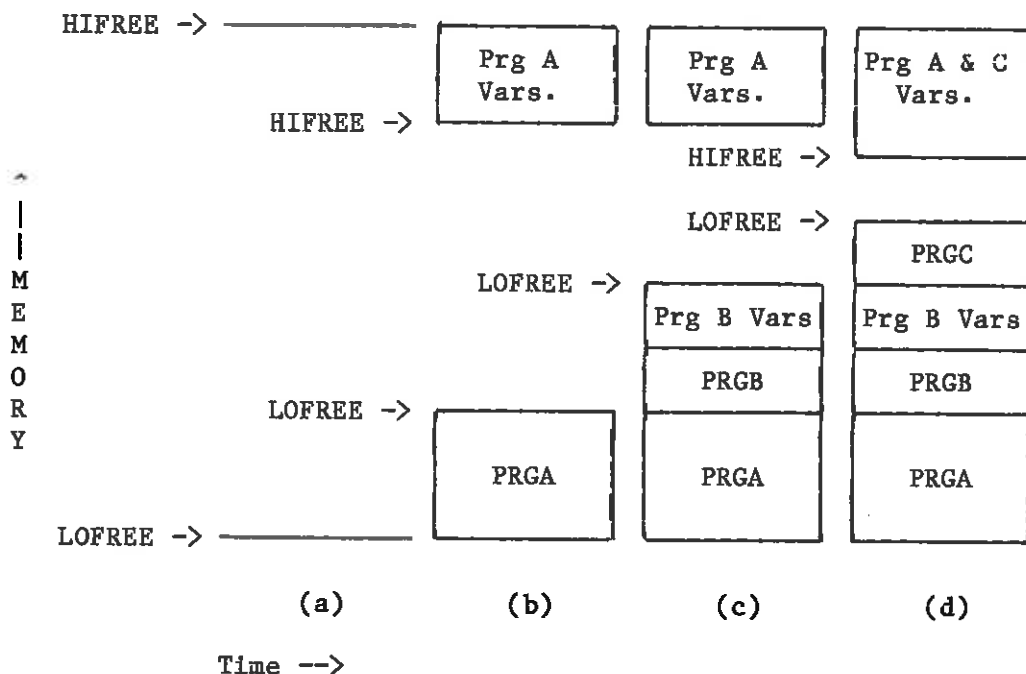 HIFREE ->
Prg A
Vars.
Prg A
Vars.
Prg A & C
Vars.
HIFREE ->
HIFREE ->
LOFREE ->
PRGC
LOFREE ->
Prg B Vars
Prg B Vars
PRGB
PRGB
LOFREE ->
PRGA
PRGA
PRGA
LOFREE ->
MEMORY
(a)
(b)
(c)
(d)
Time -->